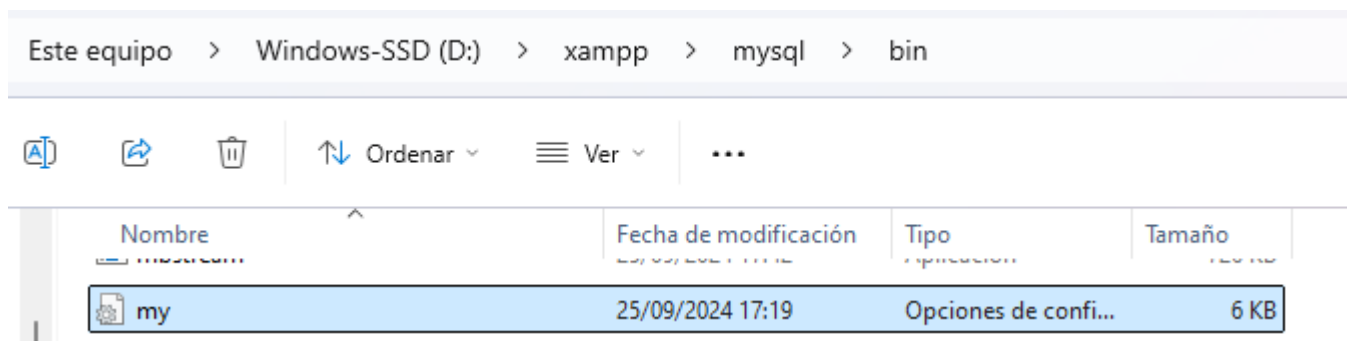 Este equipo > Windows-SSD (D:) > xampp > mysql > bin
Ordenar Ver ...
Nombre Fecha de modificación Tipo Tamaño
my 25/09/2024 17:19 Opciones de confi... 6 KB